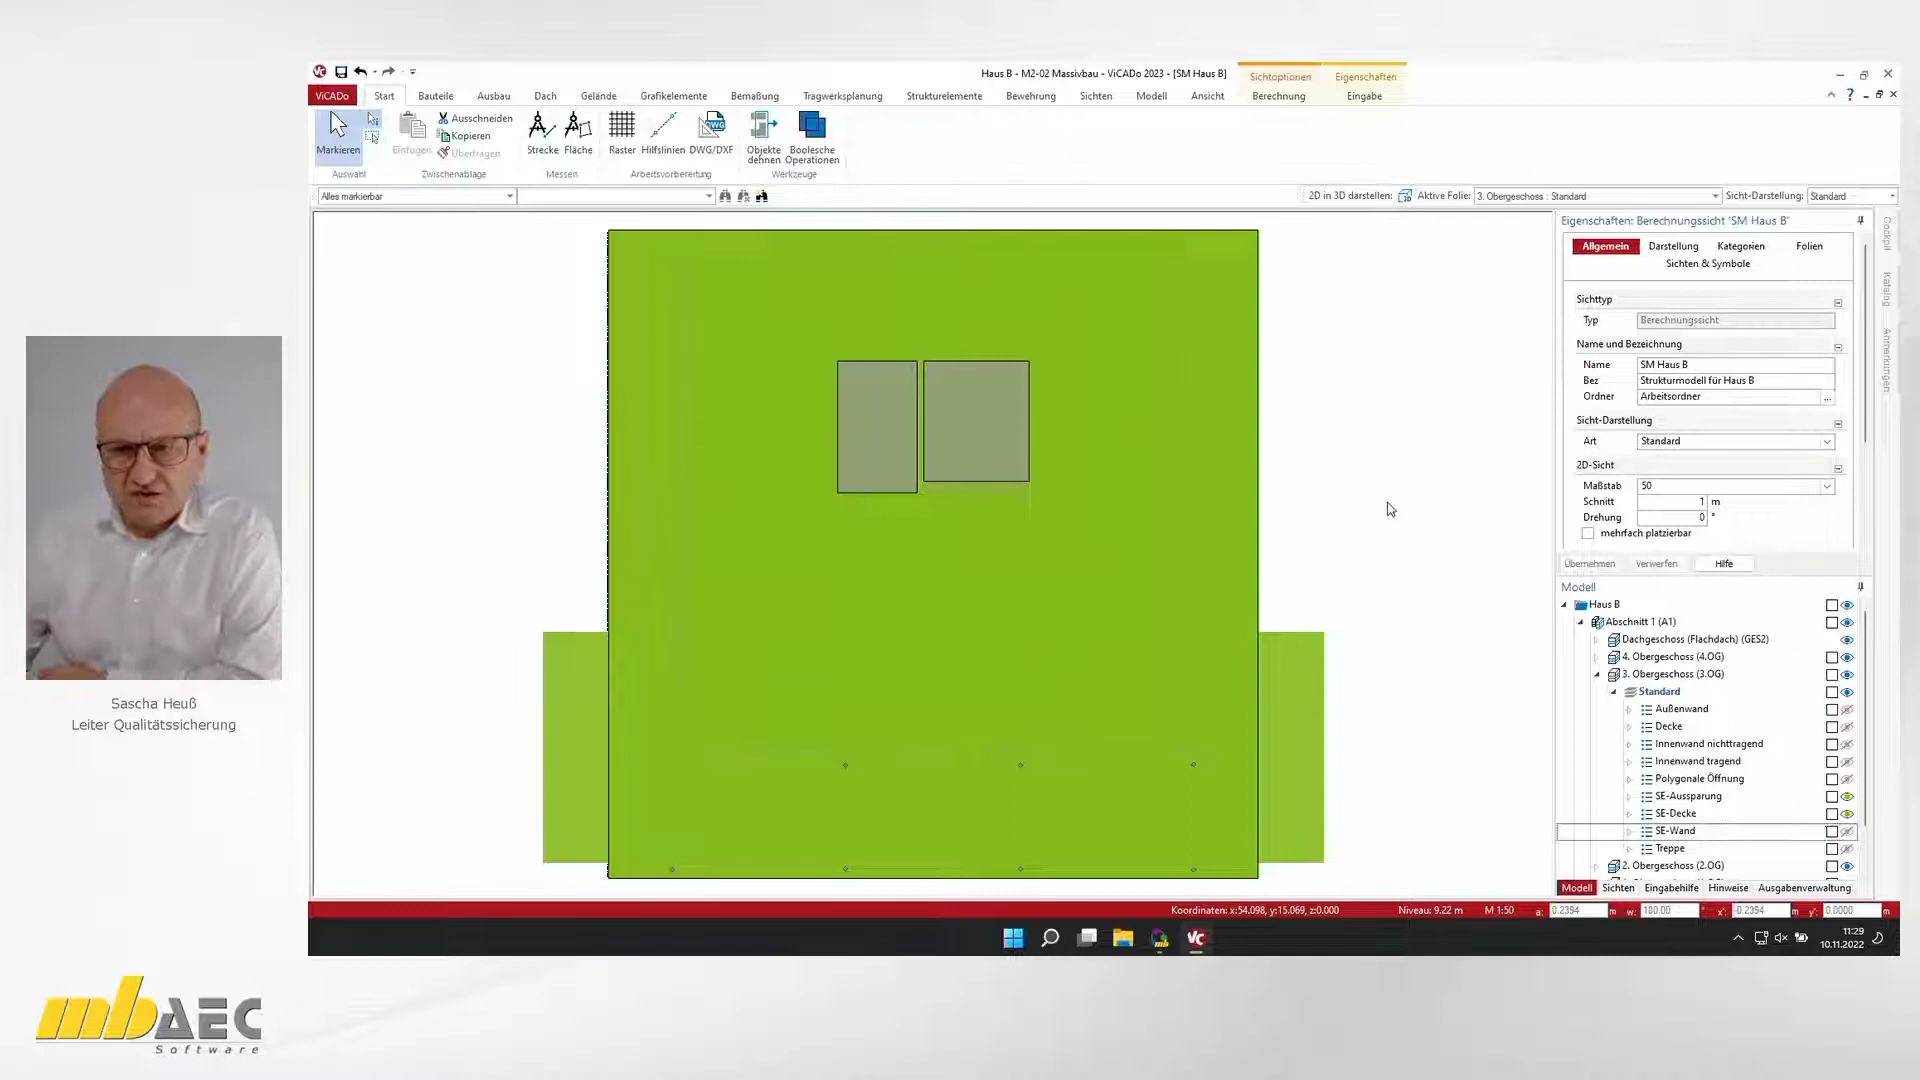 Haus B - M2-02 Massivbau - ViCADo 2023 - [SM Haus B]
Sichtoptionen
Eigenschaften
ViCADo
Start
Bauteile
Ausbau
Dach
Gelände
Grafikelemente
Bemaßung
Tragwerksplanung
Strukturelemente
Bewehrung
Sichten
Modell
Ansicht
Berechnung
Eingabe
Markieren
Einfügen
Ausschneiden
Kopieren
Übertragen
Strecke
Fläche
Raster
Hilfslinien
DWG/DXF
Objekte dehnen
Boolesche Operationen
Auswahl
Zwischenablage
Messen
Arbeitsvorbereitung
Werkzeuge
Alles markierbar
2D in 3D darstellen:
Aktive Folie:
3. Obergeschoss : Standard
Sicht-Darstellung:
Standard
Eigenschaften: Berechnungssicht 'SM Haus B'
Allgemein
Darstellung
Kategorien
Folien
Sichten & Symbole
Sichttyp
Typ
Berechnungssicht
Name und Bezeichnung
Name
SM Haus B
Bez
Strukturmodell für Haus B
Ordner
Arbeitsordner
...
Sicht-Darstellung
Art
Standard
2D-Sicht
Maßstab
50
Schnitt
1 m
Drehung
0 °
mehrfach platzierbar
Übernehmen
Verwerfen
Hilfe
Cockpit
Katalog
Anmerkungen
Modell
Haus B
Abschnitt 1 (A1)
Dachgeschoss (Flachdach) (GES2)
4. Obergeschoss (4.OG)
3. Obergeschoss (3.OG)
Standard
Außenwand
Decke
Innenwand nichttragend
Innenwand tragend
Polygonale Öffnung
SE-Aussparung
SE-Decke
SE-Wand
Treppe
2. Obergeschoss (2.OG)
Modell
Sichten
Eingabehilfe
Hinweise
Ausgabenverwaltung
Koordinaten: x:54.098, y:15.069, z:0.000
Niveau: 9.22 m
M 1:50
a: 0.2394 m
w: 180.00 °
x': -0.2394 m
y': 0.0000 m
11:29
10.11.2022
Sascha Heuß
Leiter Qualitätssicherung
mb AEC
Software